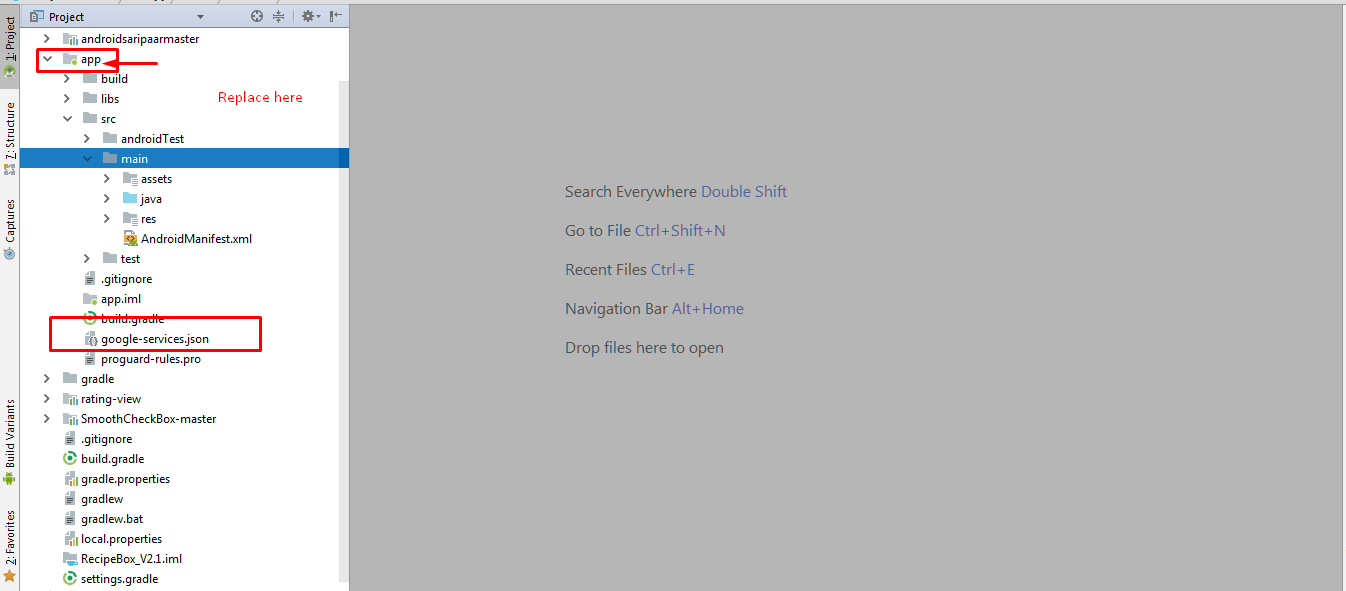 Project
androidsaripaarmaster
app
build
Replace here
libs
src
androidTest
main
assets
java
res
AndroidManifest.xml
test
.gitignore
app.iml
build.gradle
google-services.json
proguard-rules.pro
gradle
rating-view
SmoothCheckBox-master
.gitignore
build.gradle
gradle.properties
gradlew
gradlew.bat
local.properties
RecipeBox_V2.1.iml
settings.gradle
1: Project
7: Structure
Captures
Build Variants
2: Favorites
Search Everywhere Double Shift
Go to File Ctrl+Shift+N
Recent Files Ctrl+E
Navigation Bar Alt+Home
Drop files here to open